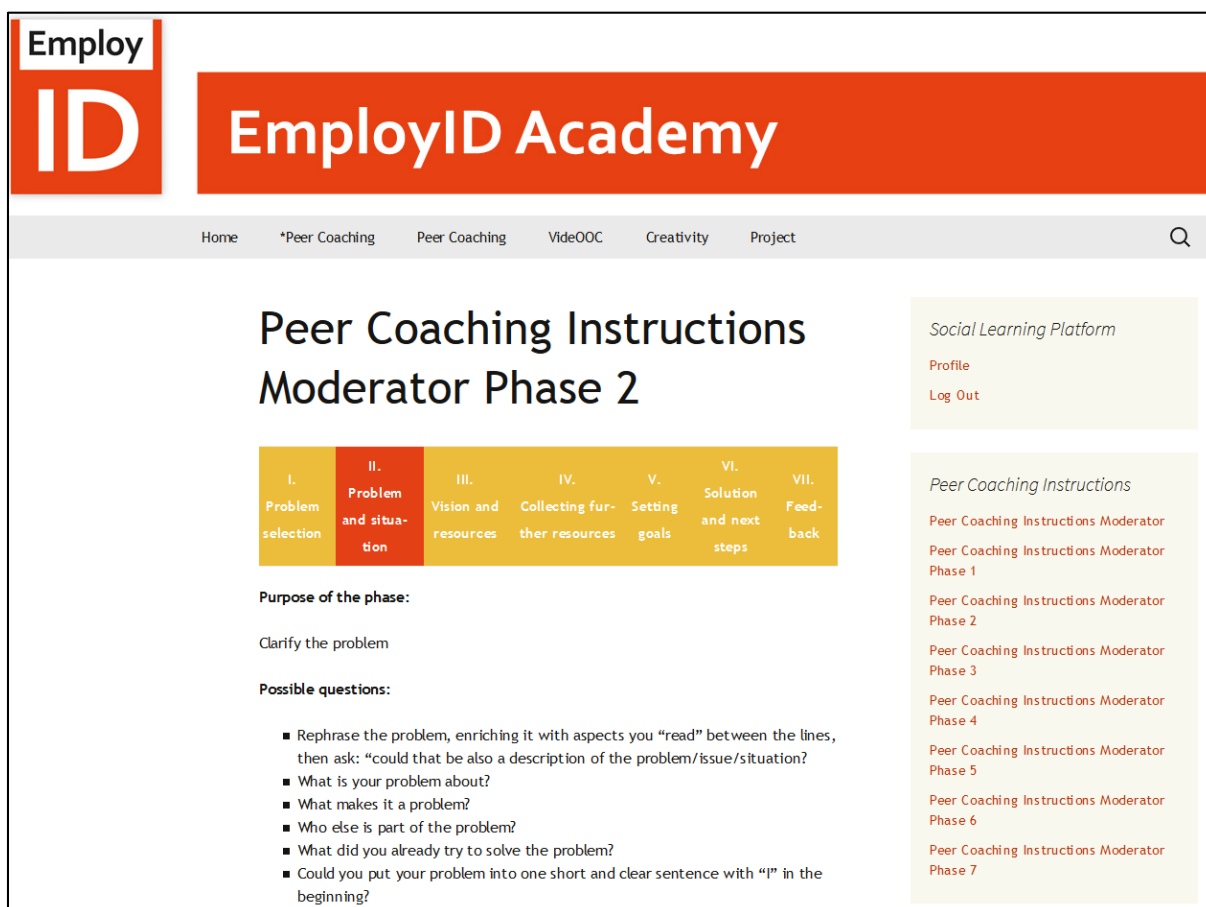 Employ
ID
EmployID Academy
Home *Peer Coaching Peer Coaching VideOOC Creativity Project
Peer Coaching Instructions
Moderator Phase 2
I.
Problem
selection
II.
Problem
and situa-
tion
III.
Vision and
resources
IV.
Collecting fur-
ther resources
V.
Setting
goals
VI.
Solution
and next
steps
VII.
Feed-
back
Purpose of the phase:
Clarify the problem
Possible questions:
Rephrase the problem, enriching it with aspects you “read” between the lines,
then ask: “could that be also a description of the problem/issue/situation?
What is your problem about?
What makes it a problem?
Who else is part of the problem?
What did you already try to solve the problem?
Could you put your problem into one short and clear sentence with “I” in the
beginning?
Social Learning Platform
Profile
Log Out
Peer Coaching Instructions
Peer Coaching Instructions Moderator
Peer Coaching Instructions Moderator
Phase 1
Peer Coaching Instructions Moderator
Phase 2
Peer Coaching Instructions Moderator
Phase 3
Peer Coaching Instructions Moderator
Phase 4
Peer Coaching Instructions Moderator
Phase 5
Peer Coaching Instructions Moderator
Phase 6
Peer Coaching Instructions Moderator
Phase 7